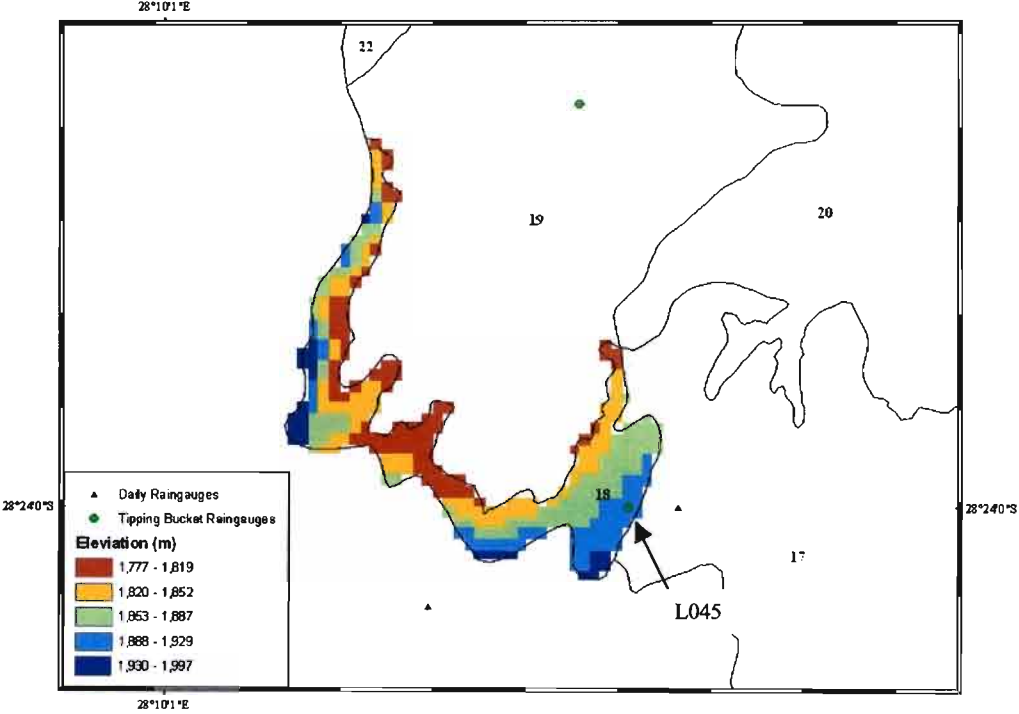 28°10'1"E
22
19
20
28°24'0"S
18
28°24'0"S
17
L045
Daily Raingauges
Tipping Bucket Raingauges
Elevation (m)
1,777 - 1,819
1,820 - 1,852
1,853 - 1,887
1,888 - 1,929
1,930 - 1,997
28°10'1"E